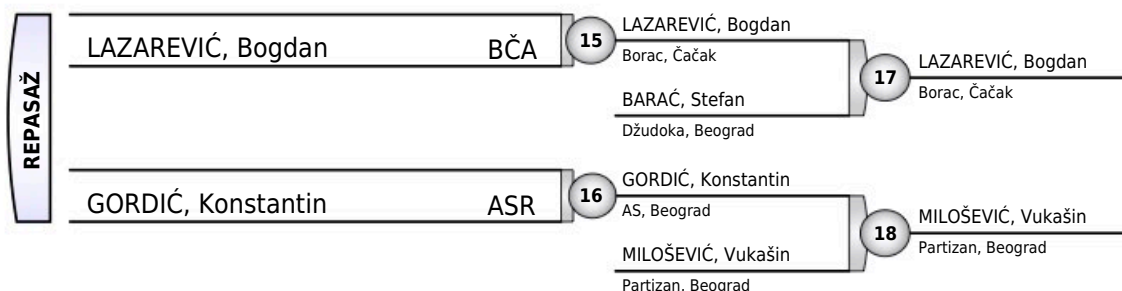 REPASAŽ
LAZAREVIĆ, Bogdan BČA
15
LAZAREVIĆ, Bogdan
Borac, Čačak
BARAĆ, Stefan
Džudoka, Beograd
17
LAZAREVIĆ, Bogdan
Borac, Čačak
GORDIĆ, Konstantin ASR
16
GORDIĆ, Konstantin
AS, Beograd
MILOŠEVIĆ, Vukašin
Partizan, Beograd
18
MILOŠEVIĆ, Vukašin
Partizan, Beograd